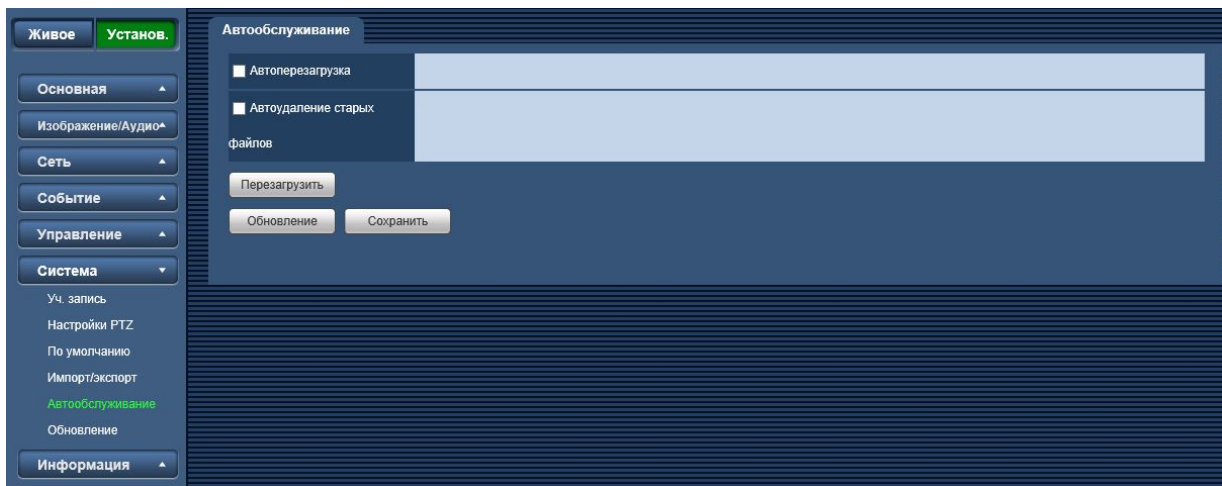 Живое
Установ.
Основная
Изображение/Аудио
Сеть
Событие
Управление
Система
Уч. запись
Настройки PTZ
По умолчанию
Импорт/экспорт
Автообслуживание
Обновление
Информация
Автообслуживание
Автоперезагрузка
Автоудаление старых
файлов
Перезагрузить
Обновление
Сохранить